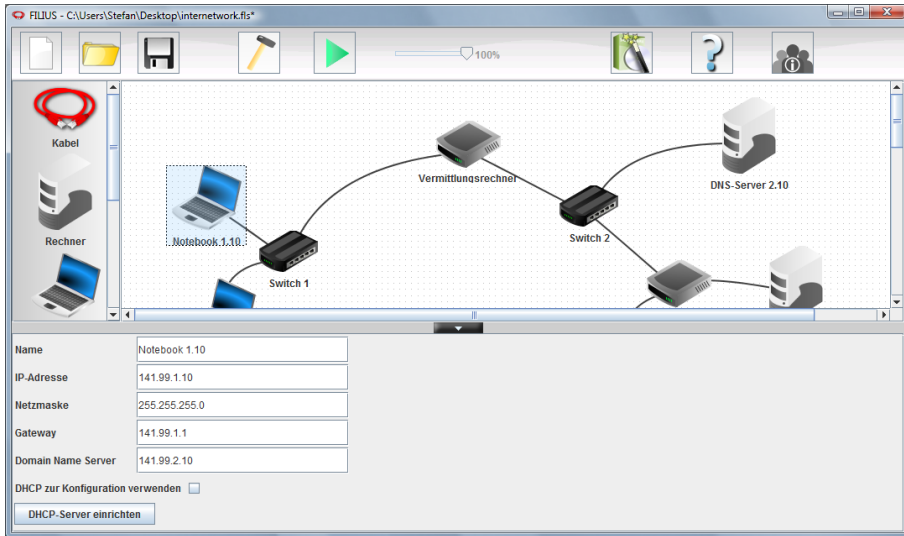 FILIUS - C:\Users\Stefan\Desktop\internetwork.fls*
100%
Kabel
Rechner
Vermittlungsrechner
DNS-Server 2.10
Notebook 1.10
Switch 2
Switch 1
Name Notebook 1.10
IP-Adresse 141.99.1.10
Netzmaske 255.255.255.0
Gateway 141.99.1.1
Domain Name Server 141.99.2.10
DHCP zur Konfiguration verwenden
DHCP-Server einrichten